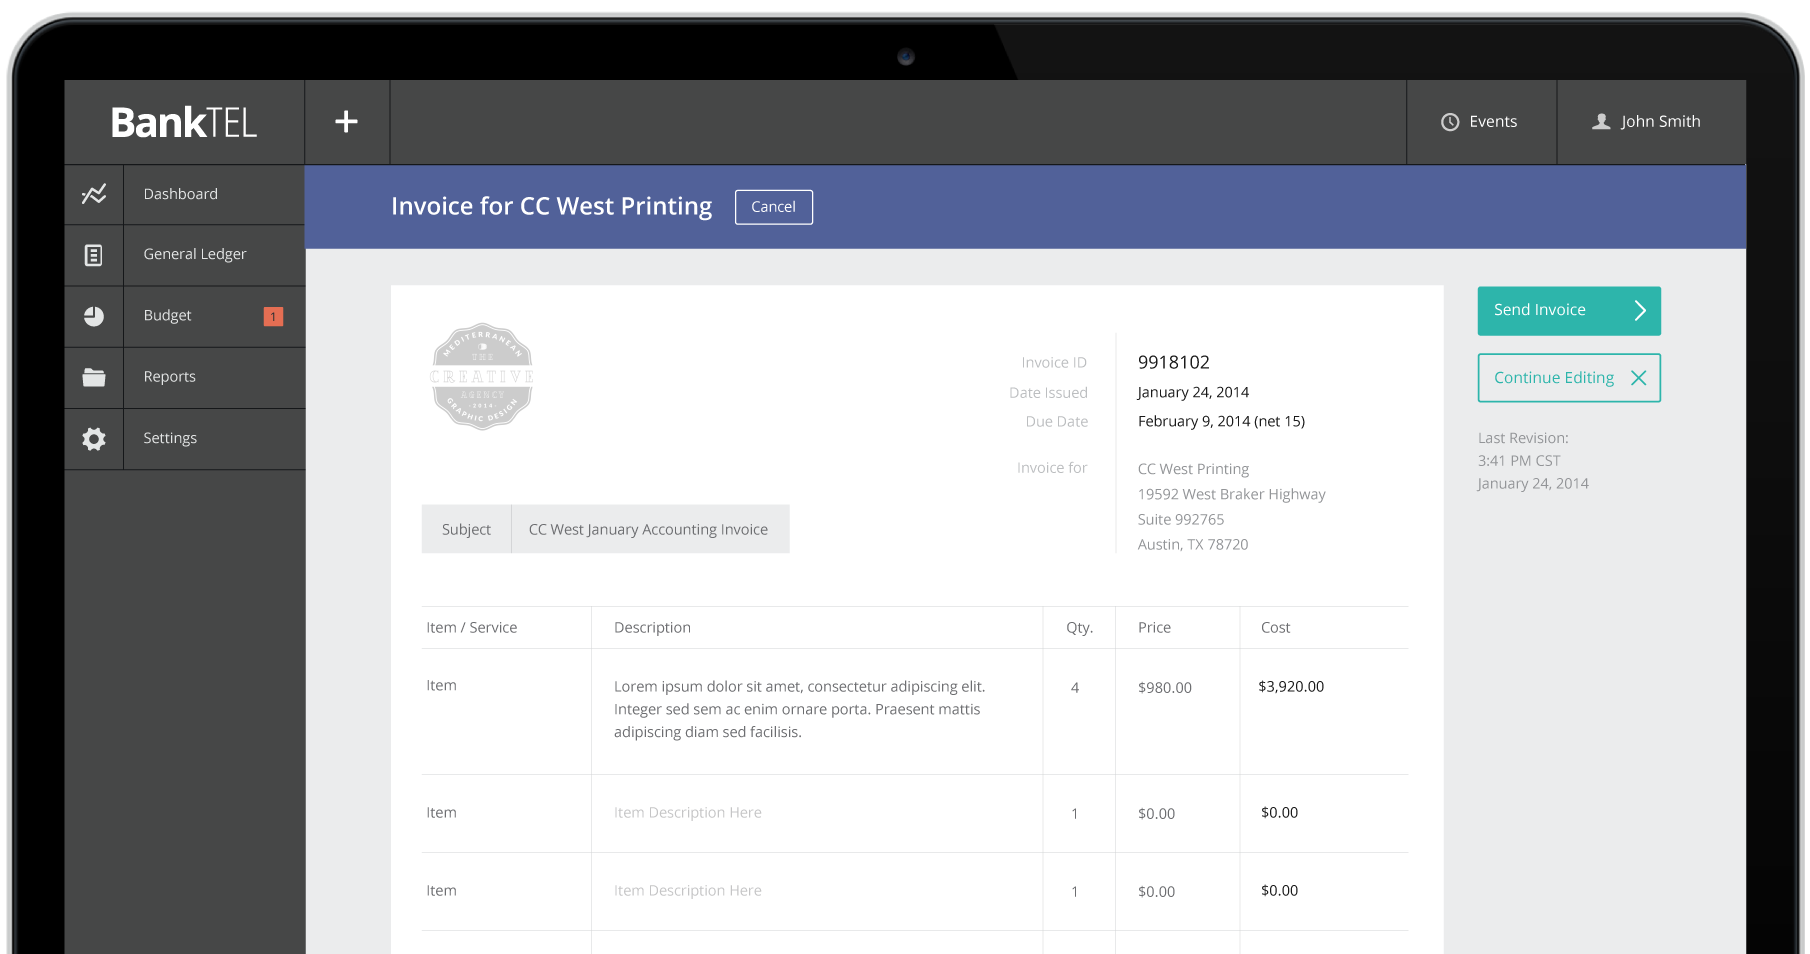 BankTEL
+
Events
John Smith
Dashboard
General Ledger
Budget
1
Reports
Settings
Invoice for CC West Printing
Cancel
MEDITERRANEAN
THE
CREATIVE
AGENCY
-2014-
GRAPHIC DESIGN
Invoice ID 9918102
Date Issued January 24, 2014
Due Date February 9, 2014 (net 15)
Invoice for CC West Printing
19592 West Braker Highway
Suite 992765
Austin, TX 78720
Subject CC West January Accounting Invoice
Send Invoice
Continue Editing
Last Revision:
3:41 PM CST
January 24, 2014
Item / Service Description Qty. Price Cost
Item Lorem ipsum dolor sit amet, consectetur adipiscing elit. 4 $980.00 $3,920.00
Integer sed sem ac enim ornare porta. Praesent mattis
adipiscing diam sed facilisis.
Item Item Description Here 1 $0.00 $0.00
Item Item Description Here 1 $0.00 $0.00